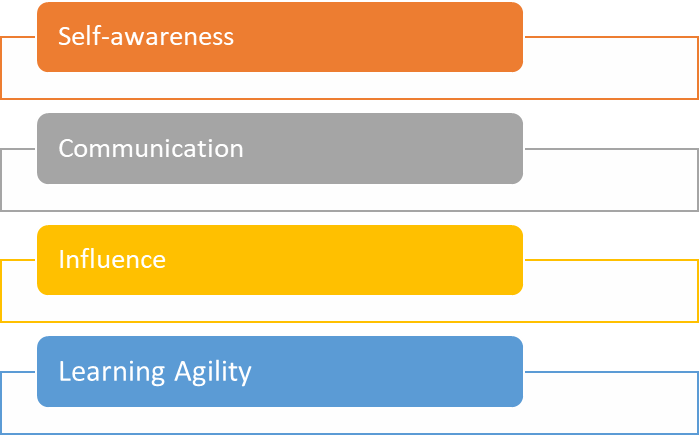 Self-awareness
Communication
Influence
Learning Agility